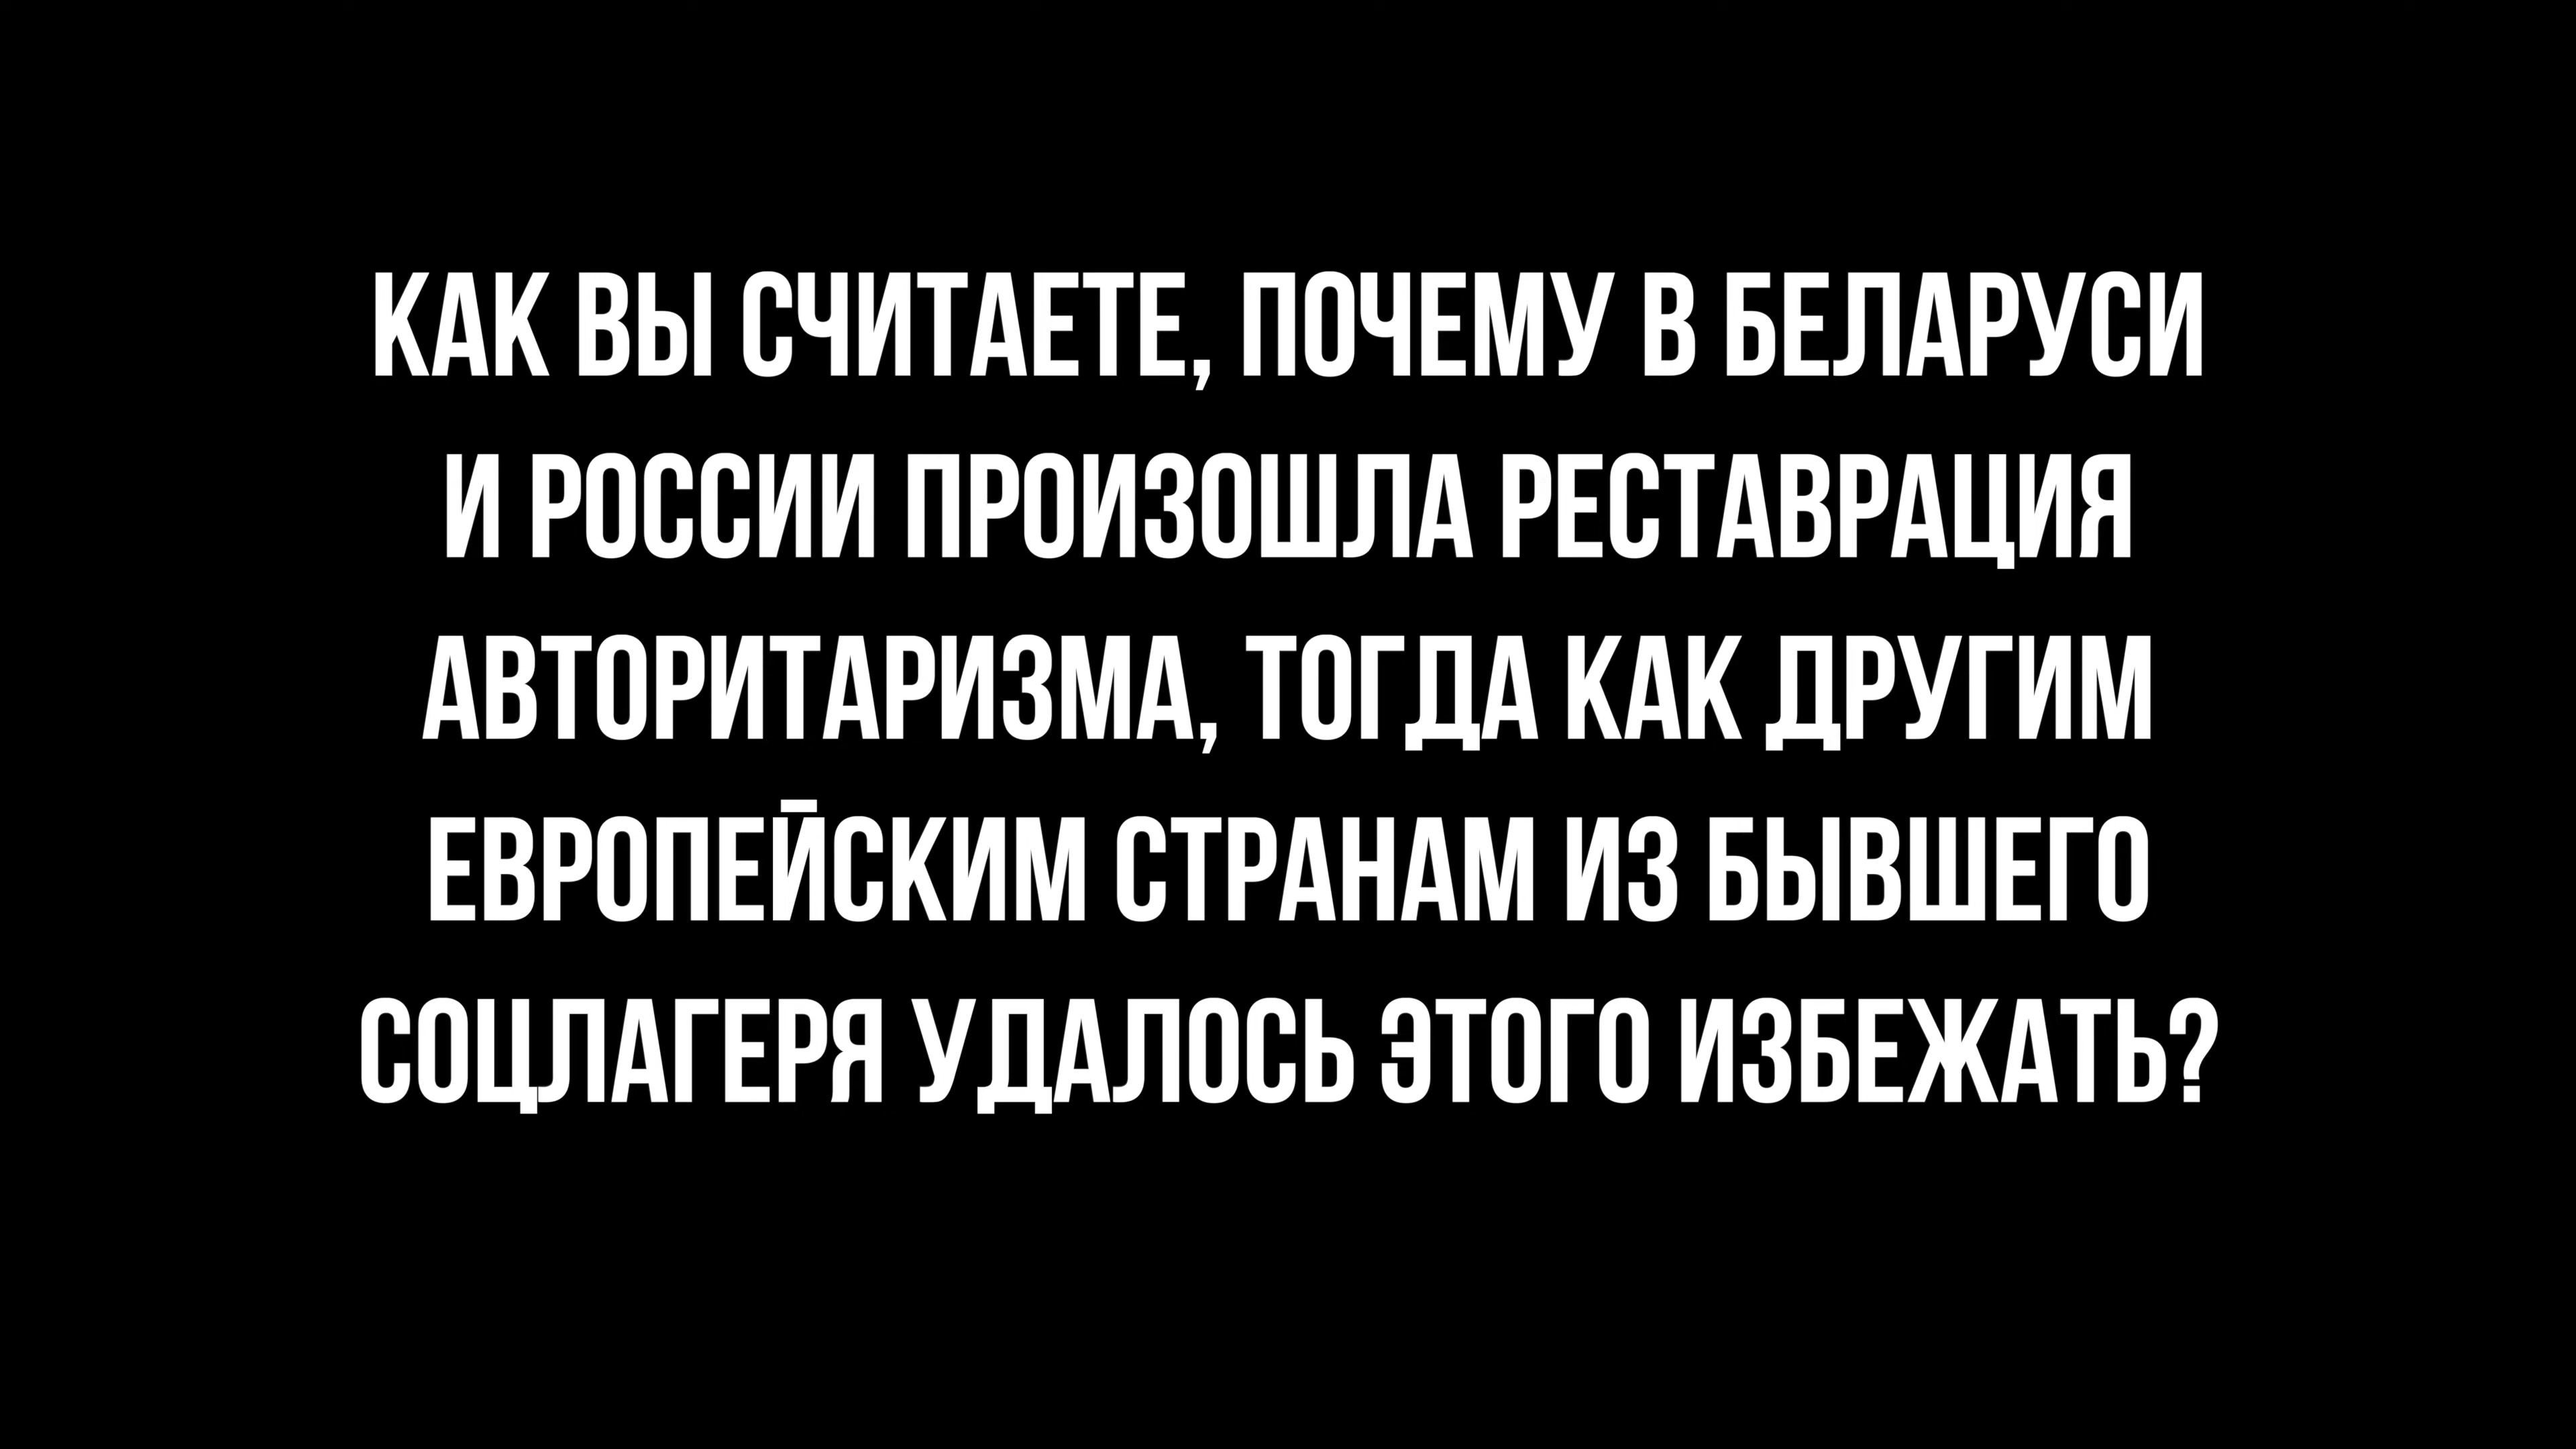 КАК ВЫ СЧИТАЕТЕ, ПОЧЕМУ В БЕЛАРУСИ
И РОССИИ ПРОИЗОШЛА РЕСТАВРАЦИЯ
АВТОРИТАРИЗМА, ТОГДА КАК ДРУГИМ
ЕВРОПЕЙСКИМ СТРАНАМ ИЗ БЫВШЕГО
СОЦЛАГЕРЯ УДАЛОСЬ ЭТОГО ИЗБЕЖАТЬ?